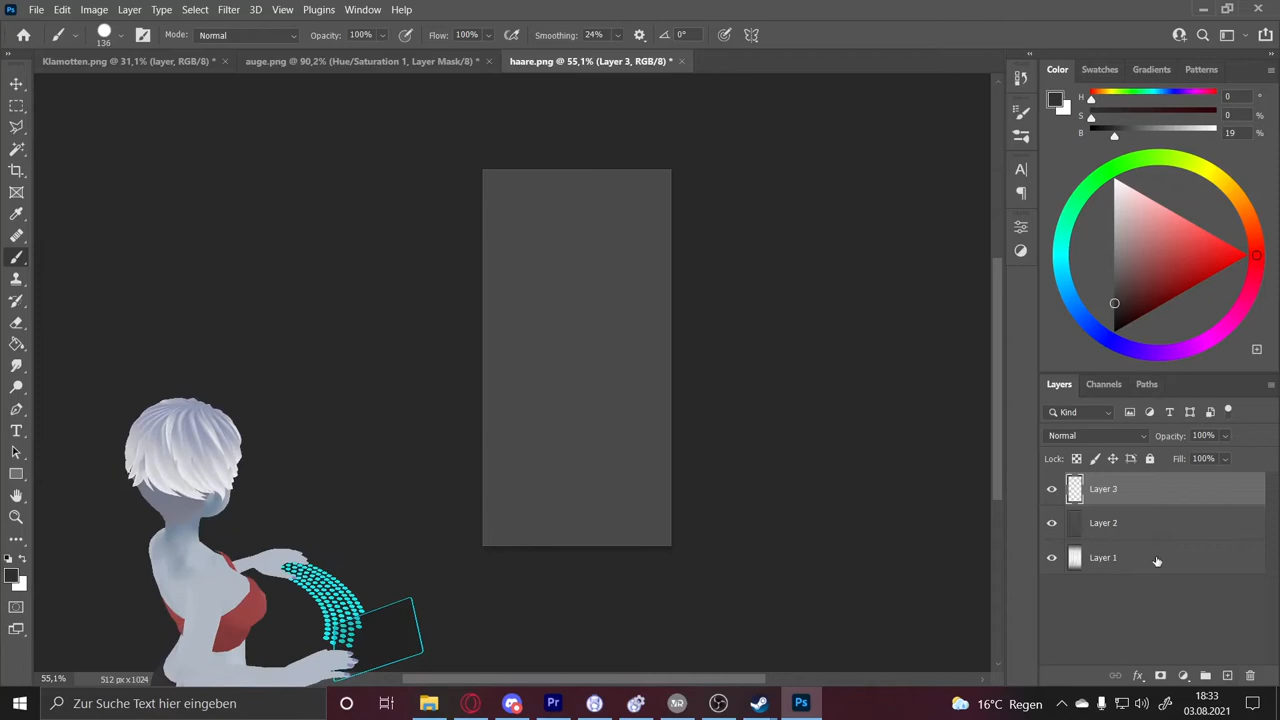 Ps File Edit Image Layer Type Select Filter 3D View Plugins Window Help
136 Mode: Normal Opacity: 100% Flow: 100% Smoothing: 24% 0°
Klamotten.png @ 31,1% (layer, RGB/8) * × auge.png @ 90,2% (Hue/Saturation 1, Layer Mask/8) * × haare.png @ 55,1% (Layer 3, RGB/8) * ×
Color Swatches Gradients Patterns
H 0 °
S 0 %
B 19 %
Layers Channels Paths
Kind
Normal Opacity: 100%
Lock: Fill: 100%
Layer 3
Layer 2
Layer 1
55,1% 512 px x 1024
Zur Suche Text hier eingeben
16°C Regen
18:33
03.08.2021